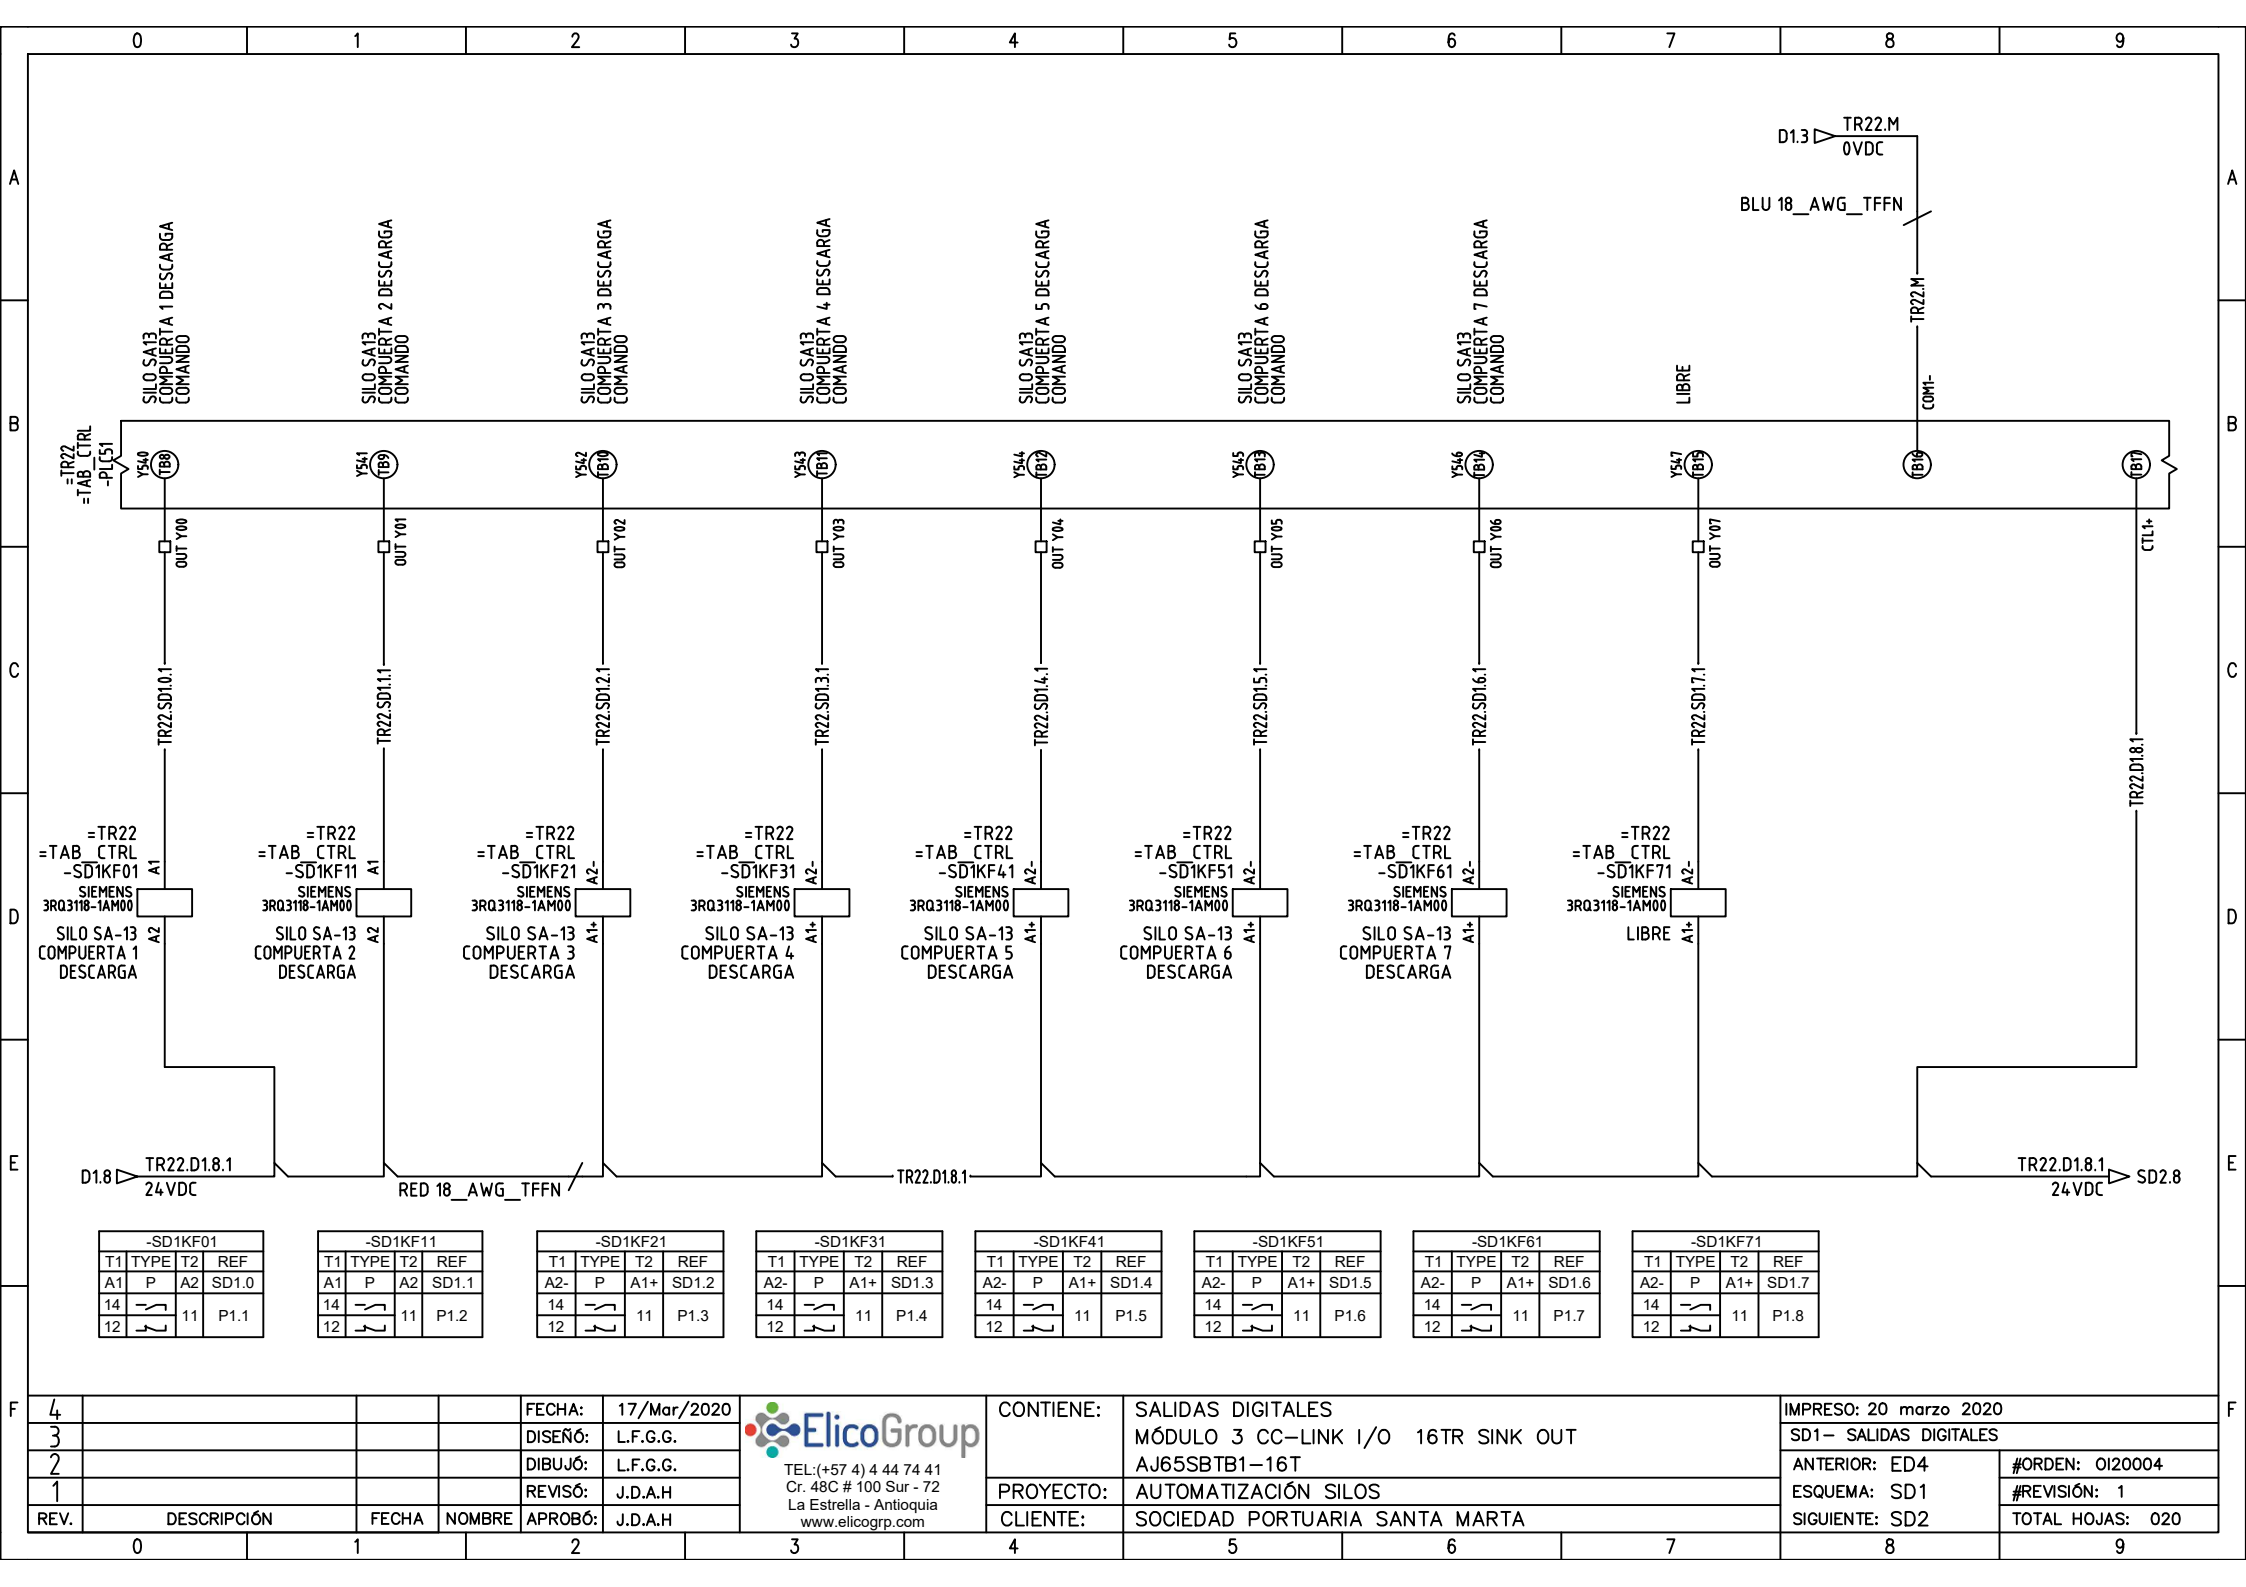 0 1 2 3 4 5 6 7 8 9
A
A
B
B
C
C
D
D
E
E
F
F
D1.3
TR22.M
0VDC
BLU 18_AWG_TFFN
TR22.M
COM1-
SILO SA13
COMPUERTA 1 DESCARGA
COMANDO
SILO SA13
COMPUERTA 2 DESCARGA
COMANDO
SILO SA13
COMPUERTA 3 DESCARGA
COMANDO
SILO SA13
COMPUERTA 4 DESCARGA
COMANDO
SILO SA13
COMPUERTA 5 DESCARGA
COMANDO
SILO SA13
COMPUERTA 6 DESCARGA
COMANDO
SILO SA13
COMPUERTA 7 DESCARGA
COMANDO
LIBRE
=TR22
=TAB_CTRL
-PLC51
Y540 TB8
Y541 TB9
Y542 TB10
Y543 TB11
Y544 TB12
Y545 TB13
Y546 TB14
Y547 TB15
TB16
TB17
OUT Y00
OUT Y01
OUT Y02
OUT Y03
OUT Y04
OUT Y05
OUT Y06
OUT Y07
CTL1+
TR22.SD1.0.1
TR22.SD1.1.1
TR22.SD1.2.1
TR22.SD1.3.1
TR22.SD1.4.1
TR22.SD1.5.1
TR22.SD1.6.1
TR22.SD1.7.1
TR22.D1.8.1
=TR22
=TAB_CTRL
-SD1KF01 A1
SIEMENS
3RQ3118-1AM00
SILO SA-13 A2
COMPUERTA 1
DESCARGA
=TR22
=TAB_CTRL
-SD1KF11 A1
SIEMENS
3RQ3118-1AM00
SILO SA-13 A2
COMPUERTA 2
DESCARGA
=TR22
=TAB_CTRL
-SD1KF21 A2-
SIEMENS
3RQ3118-1AM00
SILO SA-13 A1+
COMPUERTA 3
DESCARGA
=TR22
=TAB_CTRL
-SD1KF31 A2-
SIEMENS
3RQ3118-1AM00
SILO SA-13 A1+
COMPUERTA 4
DESCARGA
=TR22
=TAB_CTRL
-SD1KF41 A2-
SIEMENS
3RQ3118-1AM00
SILO SA-13 A1+
COMPUERTA 5
DESCARGA
=TR22
=TAB_CTRL
-SD1KF51 A2-
SIEMENS
3RQ3118-1AM00
SILO SA-13 A1+
COMPUERTA 6
DESCARGA
=TR22
=TAB_CTRL
-SD1KF61 A2-
SIEMENS
3RQ3118-1AM00
SILO SA-13 A1+
COMPUERTA 7
DESCARGA
=TR22
=TAB_CTRL
-SD1KF71 A2-
SIEMENS
3RQ3118-1AM00
LIBRE A1+
D1.8
TR22.D1.8.1
24VDC
RED 18_AWG_TFFN
TR22.D1.8.1
TR22.D1.8.1
24VDC
SD2.8
-SD1KF01
T1 TYPE T2 REF
A1 P A2 SD1.0
14
11 P1.1
12
-SD1KF11
T1 TYPE T2 REF
A1 P A2 SD1.1
14
11 P1.2
12
-SD1KF21
T1 TYPE T2 REF
A2- P A1+ SD1.2
14
11 P1.3
12
-SD1KF31
T1 TYPE T2 REF
A2- P A1+ SD1.3
14
11 P1.4
12
-SD1KF41
T1 TYPE T2 REF
A2- P A1+ SD1.4
14
11 P1.5
12
-SD1KF51
T1 TYPE T2 REF
A2- P A1+ SD1.5
14
11 P1.6
12
-SD1KF61
T1 TYPE T2 REF
A2- P A1+ SD1.6
14
11 P1.7
12
-SD1KF71
T1 TYPE T2 REF
A2- P A1+ SD1.7
14
11 P1.8
12
4
3
2
1
REV. DESCRIPCIÓN FECHA NOMBRE
FECHA: 17/Mar/2020
DISEÑÓ: L.F.G.G.
DIBUJÓ: L.F.G.G.
REVISÓ: J.D.A.H
APROBÓ: J.D.A.H
ElicoGroup
TEL:(+57 4) 4 44 74 41
Cr. 48C # 100 Sur - 72
La Estrella - Antioquia
www.elicogrp.com
CONTIENE: SALIDAS DIGITALES
MÓDULO 3 CC-LINK I/O 16TR SINK OUT
AJ65SBTB1-16T
PROYECTO: AUTOMATIZACIÓN SILOS
CLIENTE: SOCIEDAD PORTUARIA SANTA MARTA
IMPRESO: 20 marzo 2020
SD1- SALIDAS DIGITALES
ANTERIOR: ED4 #ORDEN: OI20004
ESQUEMA: SD1 #REVISIÓN: 1
SIGUIENTE: SD2 TOTAL HOJAS: 020
0 1 2 3 4 5 6 7 8 9